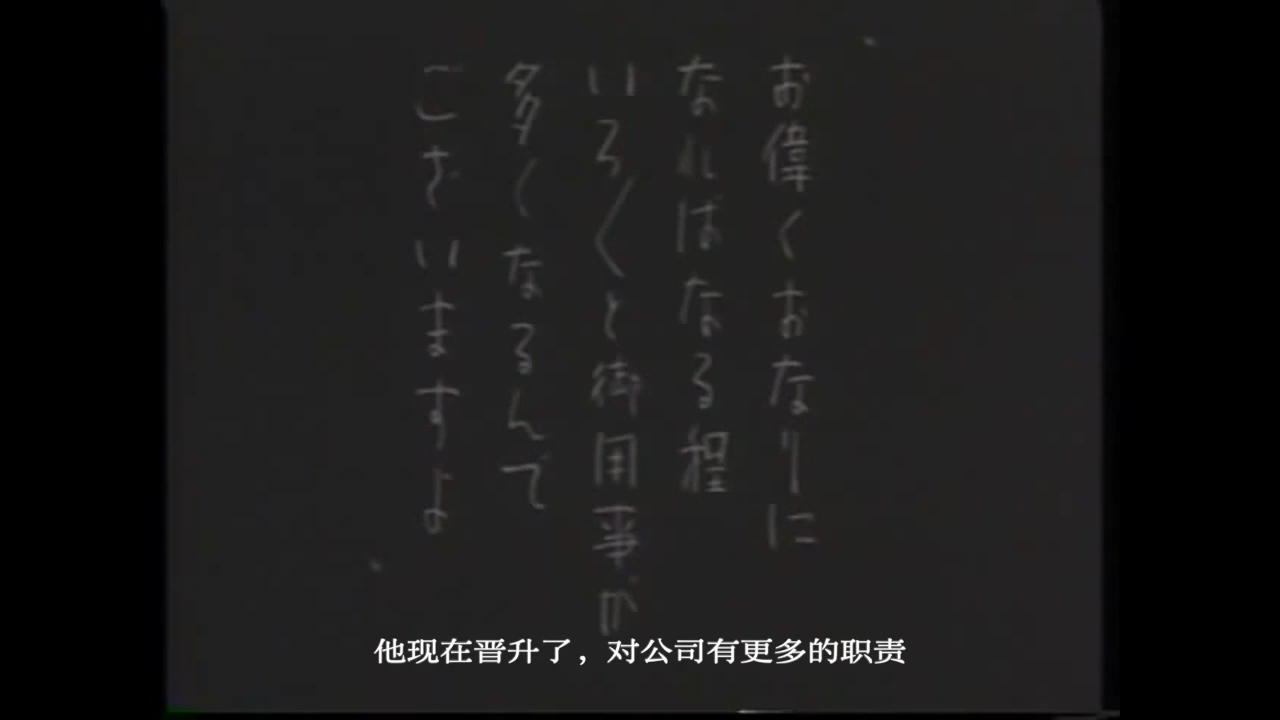 お偉くおなりに
なればなる程
いろ〱と御用事が
多くなるんで
ございますよ
他现在晋升了，对公司有更多的职责